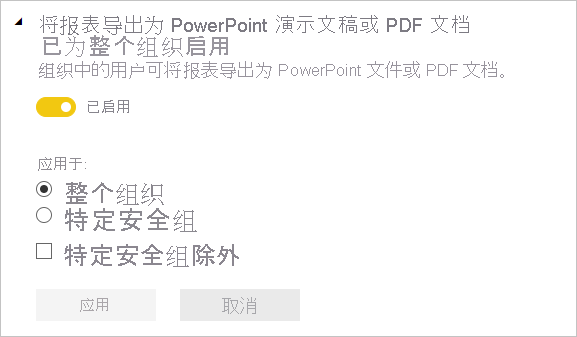 将报表导出为 PowerPoint 演示文稿或 PDF 文档
已为整个组织启用
组织中的用户可将报表导出为 PowerPoint 文件或 PDF 文档。
已启用
应用于:
整个组织
特定安全组
特定安全组除外
应用 取消